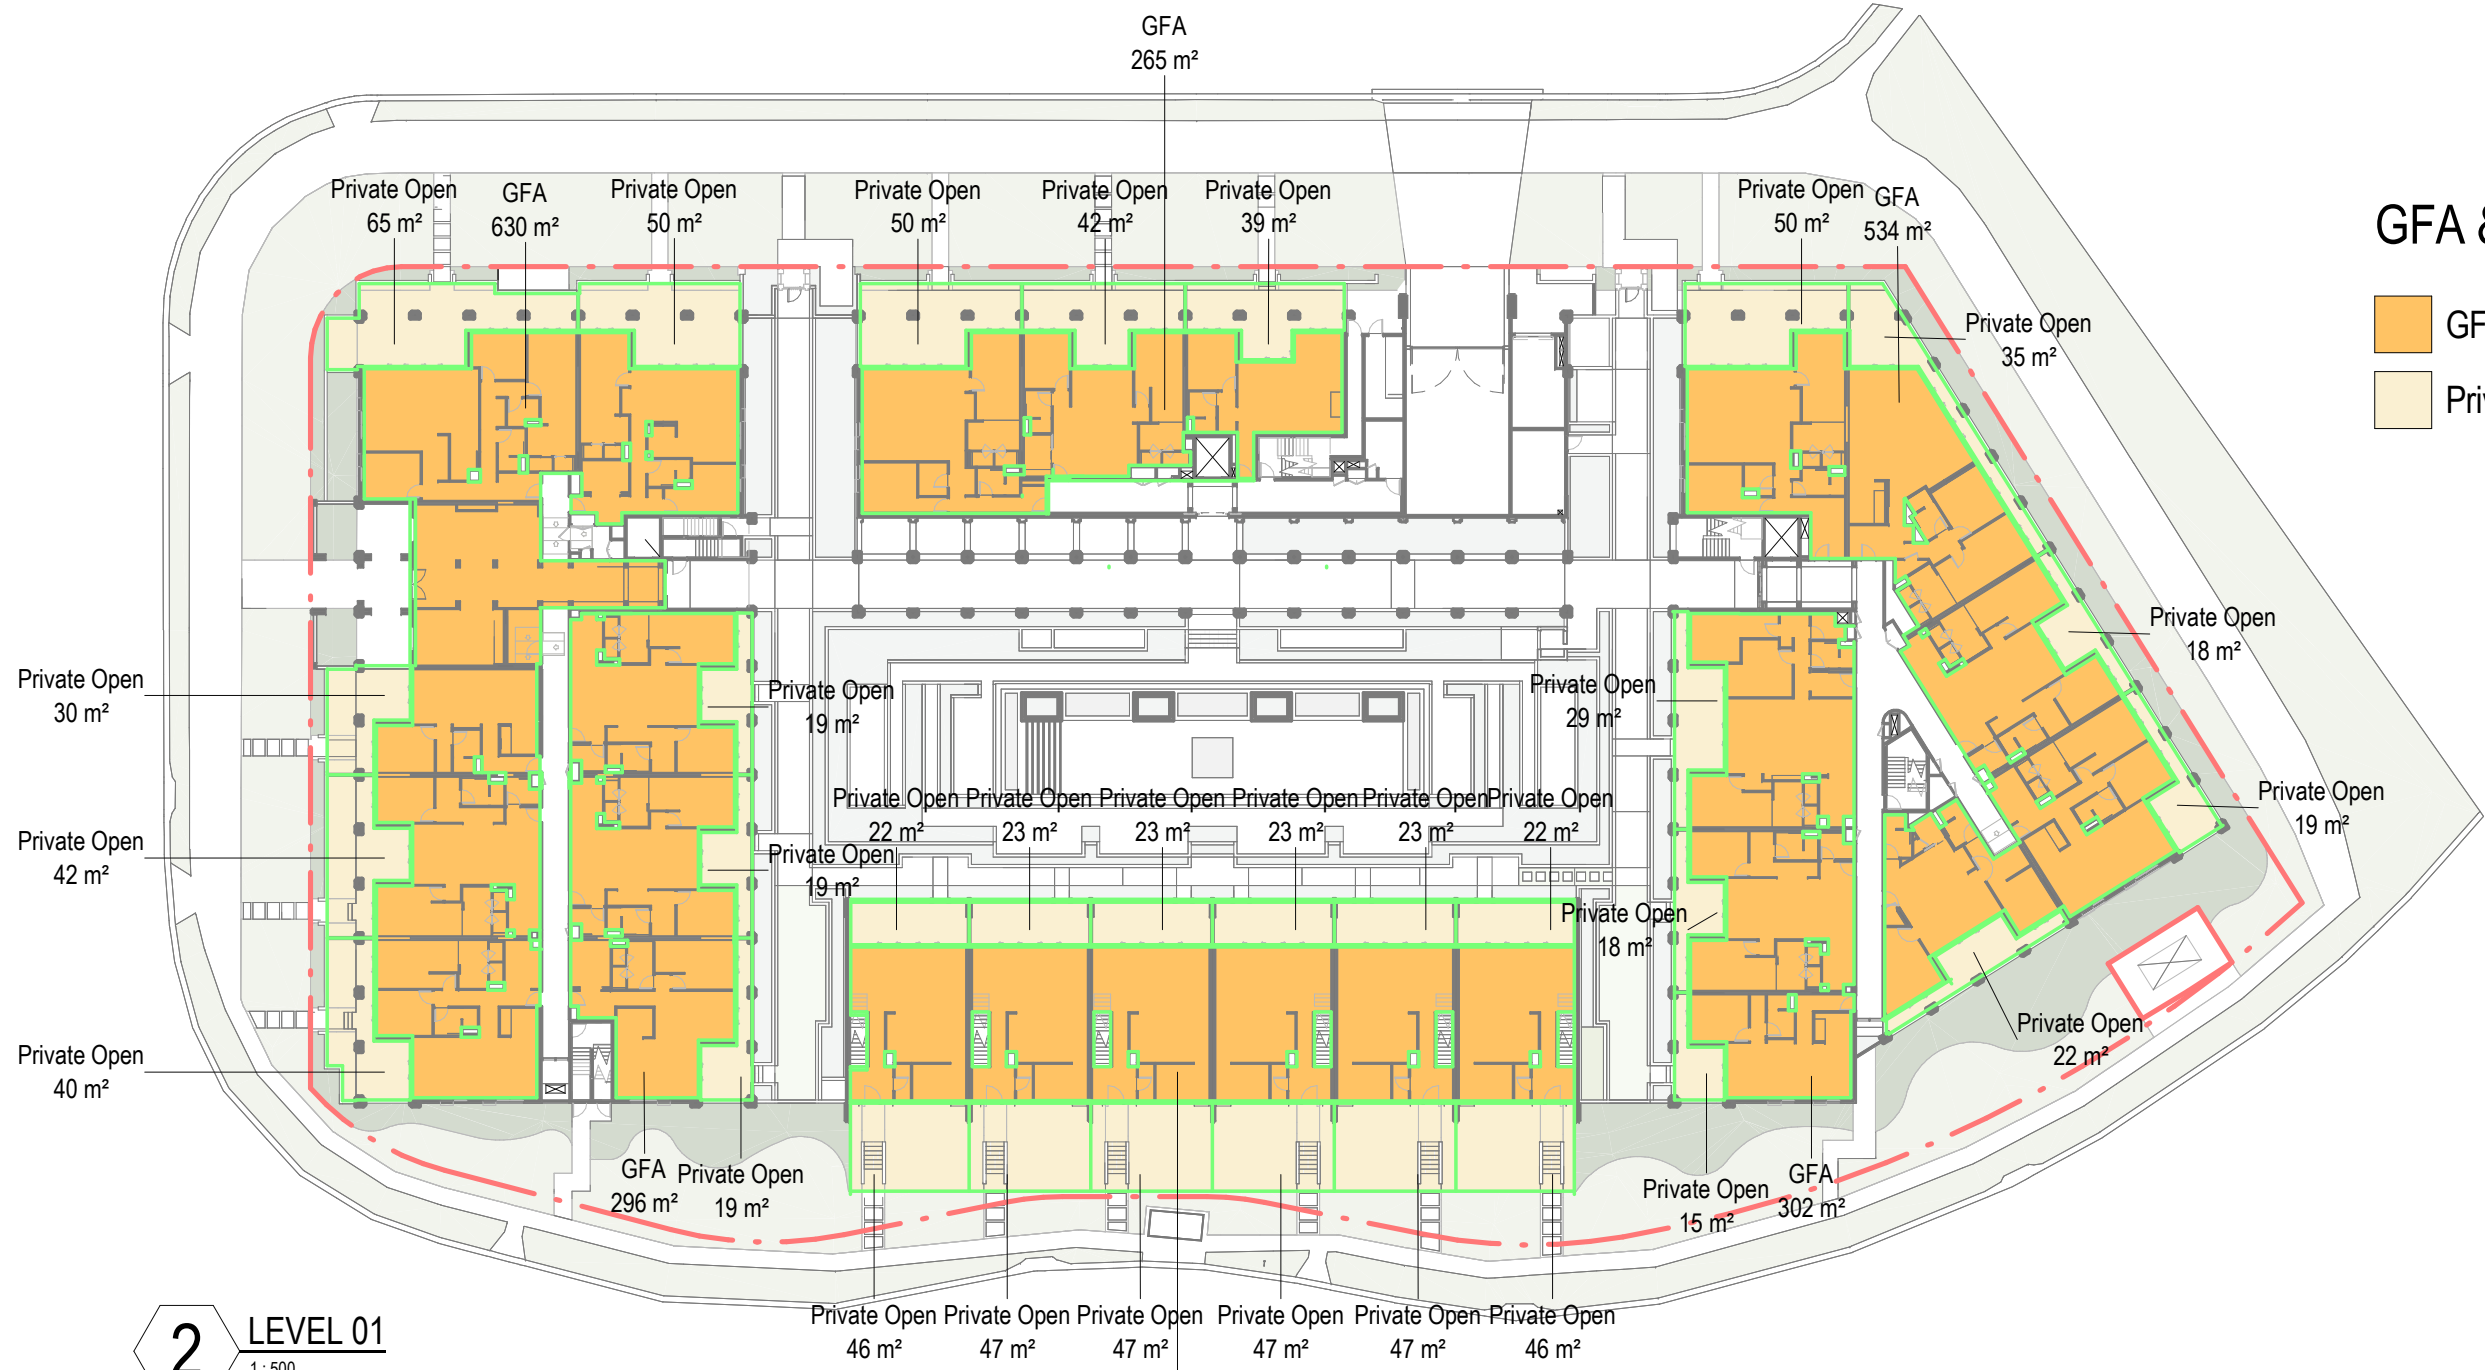 GFA
265 m²
Private Open
65 m²
GFA
630 m²
Private Open
50 m²
Private Open
50 m²
Private Open
42 m²
Private Open
39 m²
Private Open
50 m²
GFA
534 m²
GFA &
GF
Priv
Private Open
35 m²
Private Open
18 m²
Private Open
30 m²
Private Open
19 m²
Private Open
29 m²
Private Open
22 m²
Private Open
23 m²
Private Open
23 m²
Private Open
23 m²
Private Open
23 m²
Private Open
22 m²
Private Open
19 m²
Private Open
42 m²
Private Open
19 m²
Private Open
18 m²
Private Open
22 m²
Private Open
40 m²
GFA
296 m²
Private Open
19 m²
Private Open
15 m²
GFA
302 m²
Private Open
46 m²
Private Open
47 m²
Private Open
47 m²
Private Open
47 m²
Private Open
47 m²
Private Open
46 m²
2
LEVEL 01
1 : 500